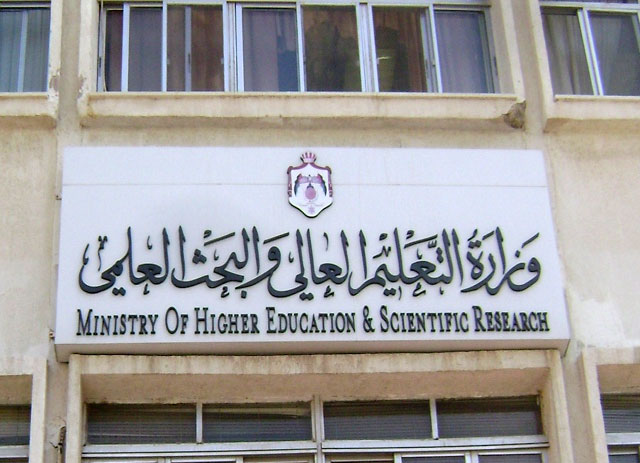 وزارة التعليم العالي والبحث العلمي
MINISTRY OF HIGHER EDUCATION & SCIENTIFIC RESEARCH